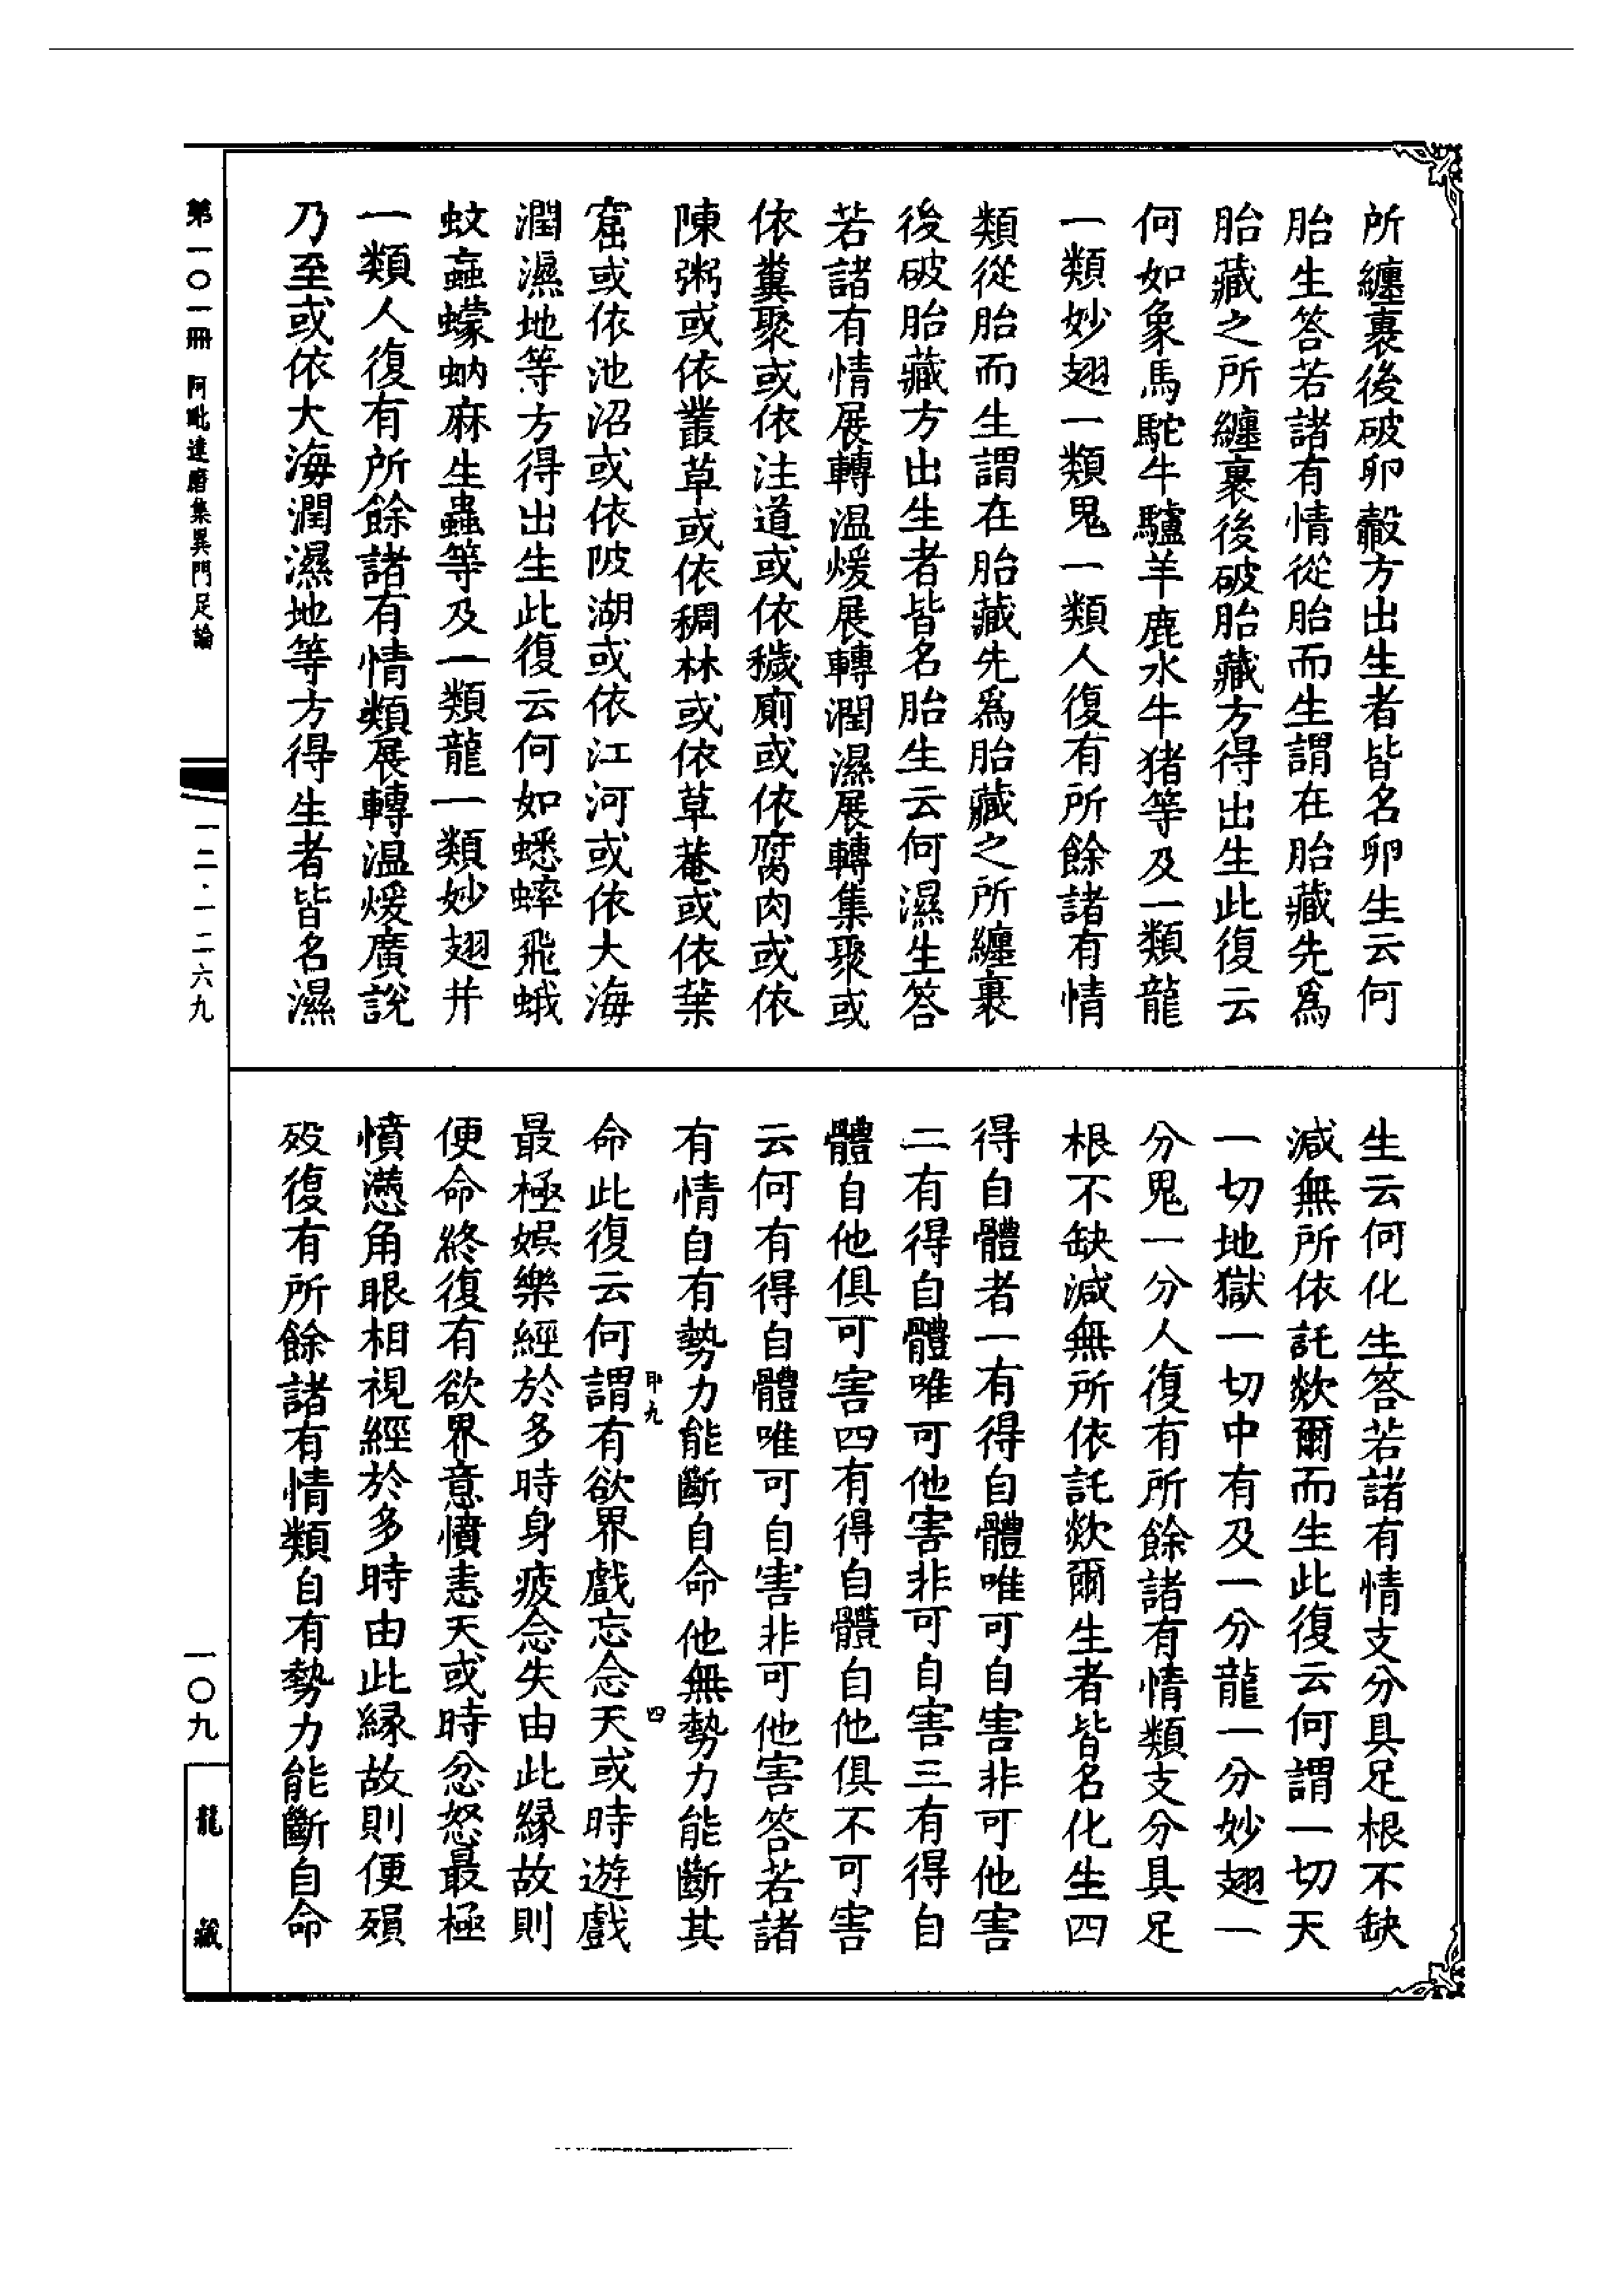 所纏裹後破卵㲉方出生者皆名卵生云何
胎生答若諸有情從胎而生謂在胎藏先爲
胎藏之所纏裹後破胎藏方得出生此復云
何如象馬駝牛驢羊鹿水牛猪等及一類龍
一類妙翅一類鬼一類人復有所餘諸有情
類從胎而生謂在胎藏先爲胎藏之所纏裹
後破胎藏方出生者皆名胎生云何濕生答
若諸有情展轉温煖展轉潤濕展轉集聚或
依糞聚或依注道或依穢廁或依腐肉或依
陳粥或依叢草或依稠林或依草菴或依葉
窟或依池沼或依陂湖或依江河或依大海
潤濕地等方得出生此復云何如蟋蟀飛蛾
蚊蝱蠓蚋麻生蟲等及一類龍一類妙翅并
一類人復有所餘諸有情類展轉温煖廣說
乃至或依大海潤濕地等方得生者皆名濕
生云何化生答若諸有情支分具足根不缺
減無所依託欻爾而生此復云何謂一切天
一切地獄一切中有及一分龍一分妙翅一
分鬼一分人復有所餘諸有情類支分具足
根不缺減無所依託欻爾生者皆名化生四
得自體者一有得自體唯可自害非可他害
二有得自體唯可他害非可自害三有得自
體自他俱可害四有得自體自他俱不可害
云何有得自體唯可自害非可他害答若諸
有情自有勢力能斷自命他無勢力能斷其
甲九 四
命此復云何謂有欲界戲忘念天或時遊戲
最極娛樂經於多時身疲念失由此縁故則
便命終復有欲界意憤恚天或時忿怒最極
憤懣角眼相視經於多時由此縁故則便殞
歿復有所餘諸有情類自有勢力能斷自命
第一〇一冊 阿毗達磨集異門足論
一二·一二六九
一〇九
龍藏